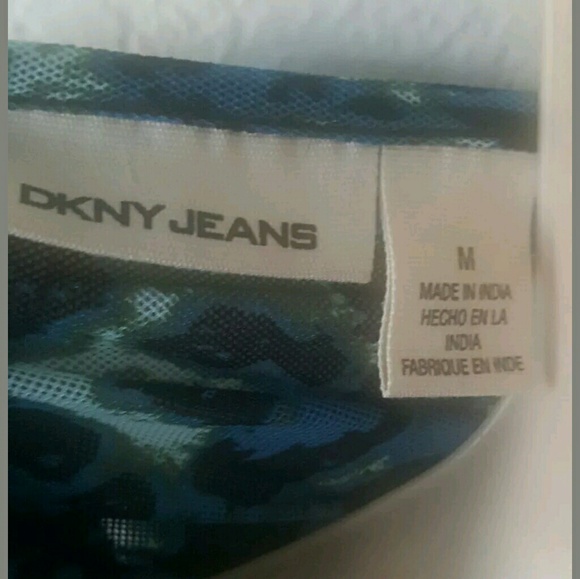 DKNY JEANS
M
MADE IN INDIA
HECHO EN LA
INDIA
FABRIQUE EN INDE